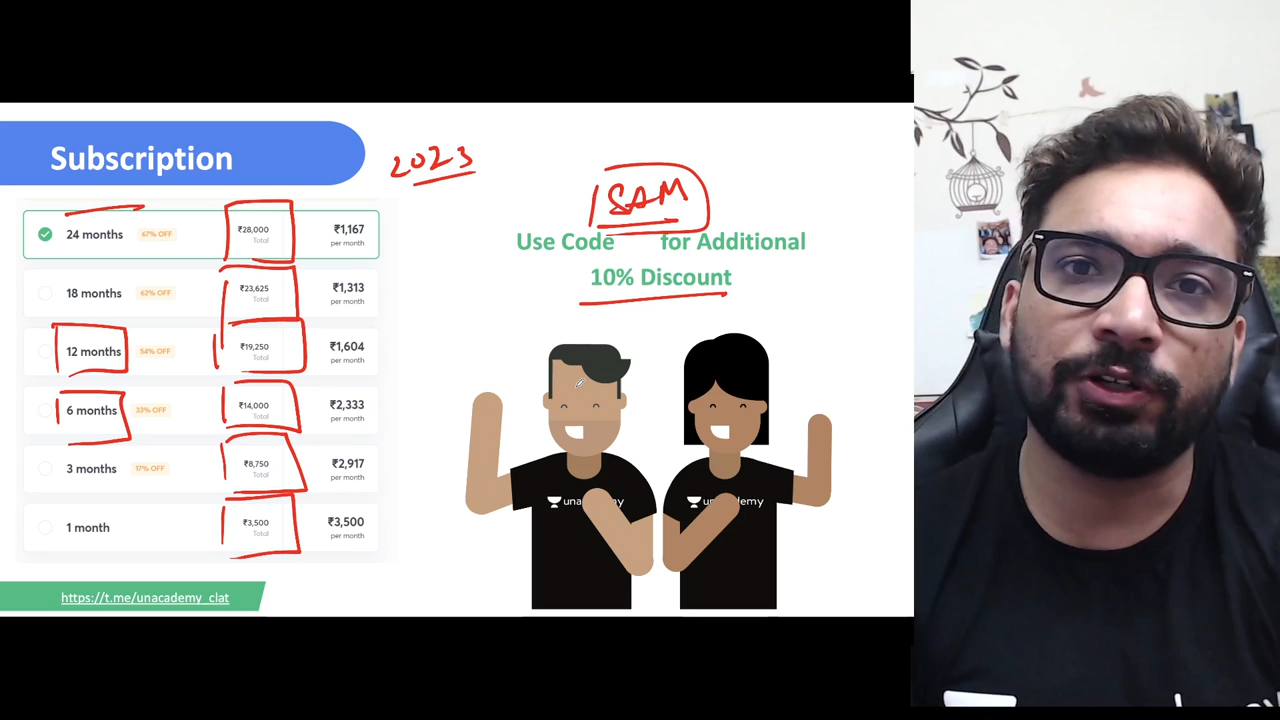 Subscription
2023
24 months 67% OFF ₹28,000 Total ₹1,167 per month
18 months 62% OFF ₹23,625 Total ₹1,313 per month
12 months 54% OFF ₹19,250 Total ₹1,604 per month
6 months 33% OFF ₹14,000 Total ₹2,333 per month
3 months 17% OFF ₹8,750 Total ₹2,917 per month
1 month ₹3,500 Total ₹3,500 per month
https://t.me/unacademy_clat
1SAM
Use Code for Additional
10% Discount